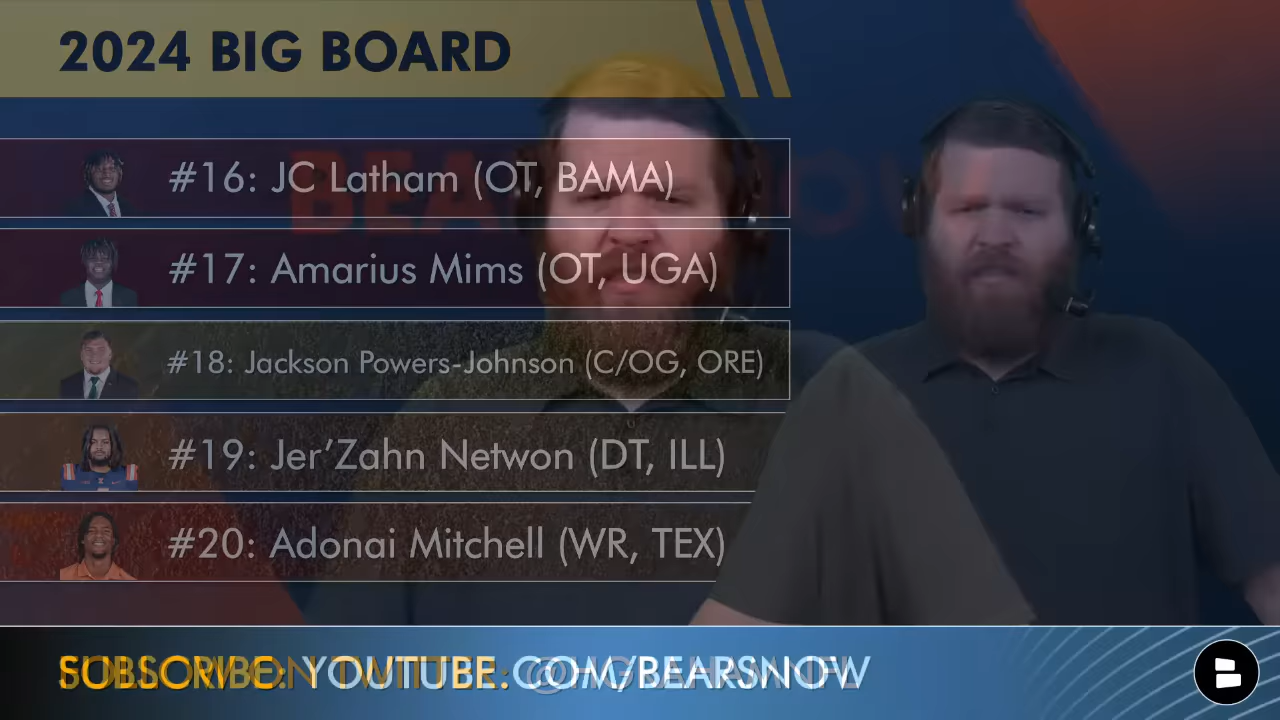 2024 BIG BOARD
#16: JC Latham (OT, BAMA)
#17: Amarius Mims (OT, UGA)
#18: Jackson Powers-Johnson (C/OG, ORE)
#19: Jer’Zahn Netwon (DT, ILL)
#20: Adonai Mitchell (WR, TEX)
SUBSCRIBE: YOUTUBE.COM/BEARSNOW